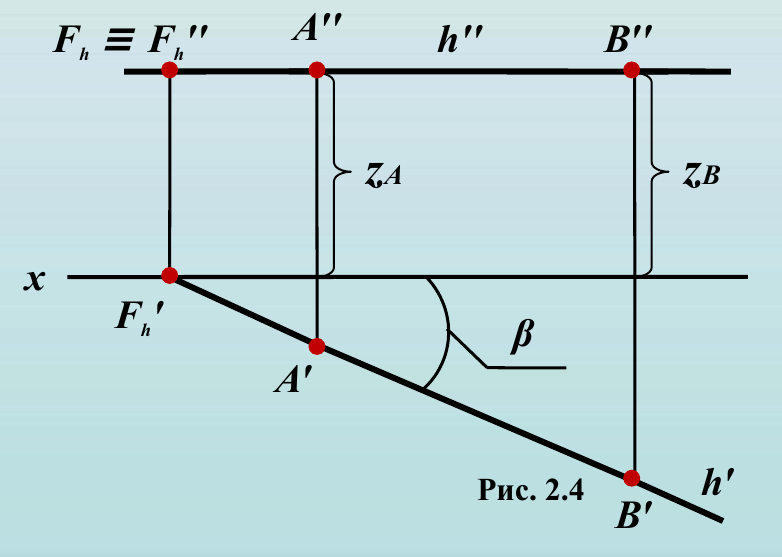 Fₕ ≡ Fₕ′′ A′′ h′′ B′′
zA zB
x
Fₕ′ β
A′
Рис. 2.4 h′
B′